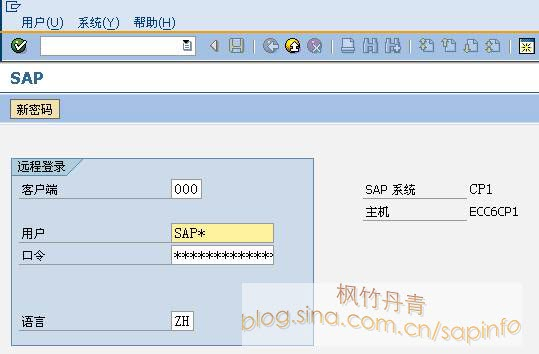 用户(U) 系统(Y) 帮助(H)
SAP
新密码
远程登录
客户端 000
SAP 系统 CP1
主机 ECC6CP1
用户 SAP*
口令 *************
语言 ZH
枫竹丹青
blog.sina.com.cn/sapinfo